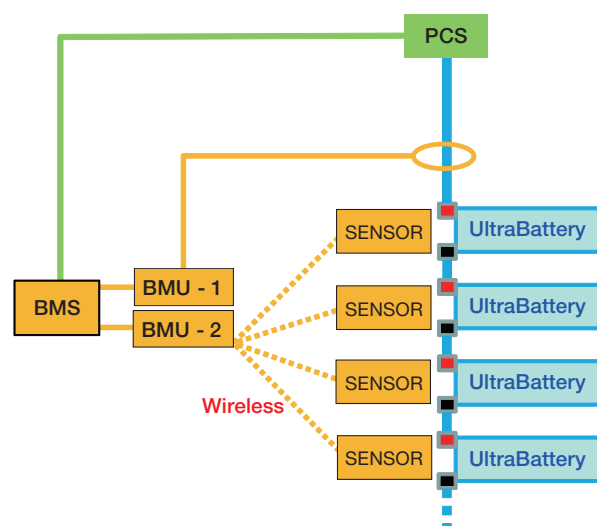 PCS
SENSOR
UltraBattery
BMS
BMU - 1
BMU - 2
SENSOR
UltraBattery
SENSOR
UltraBattery
Wireless
SENSOR
UltraBattery